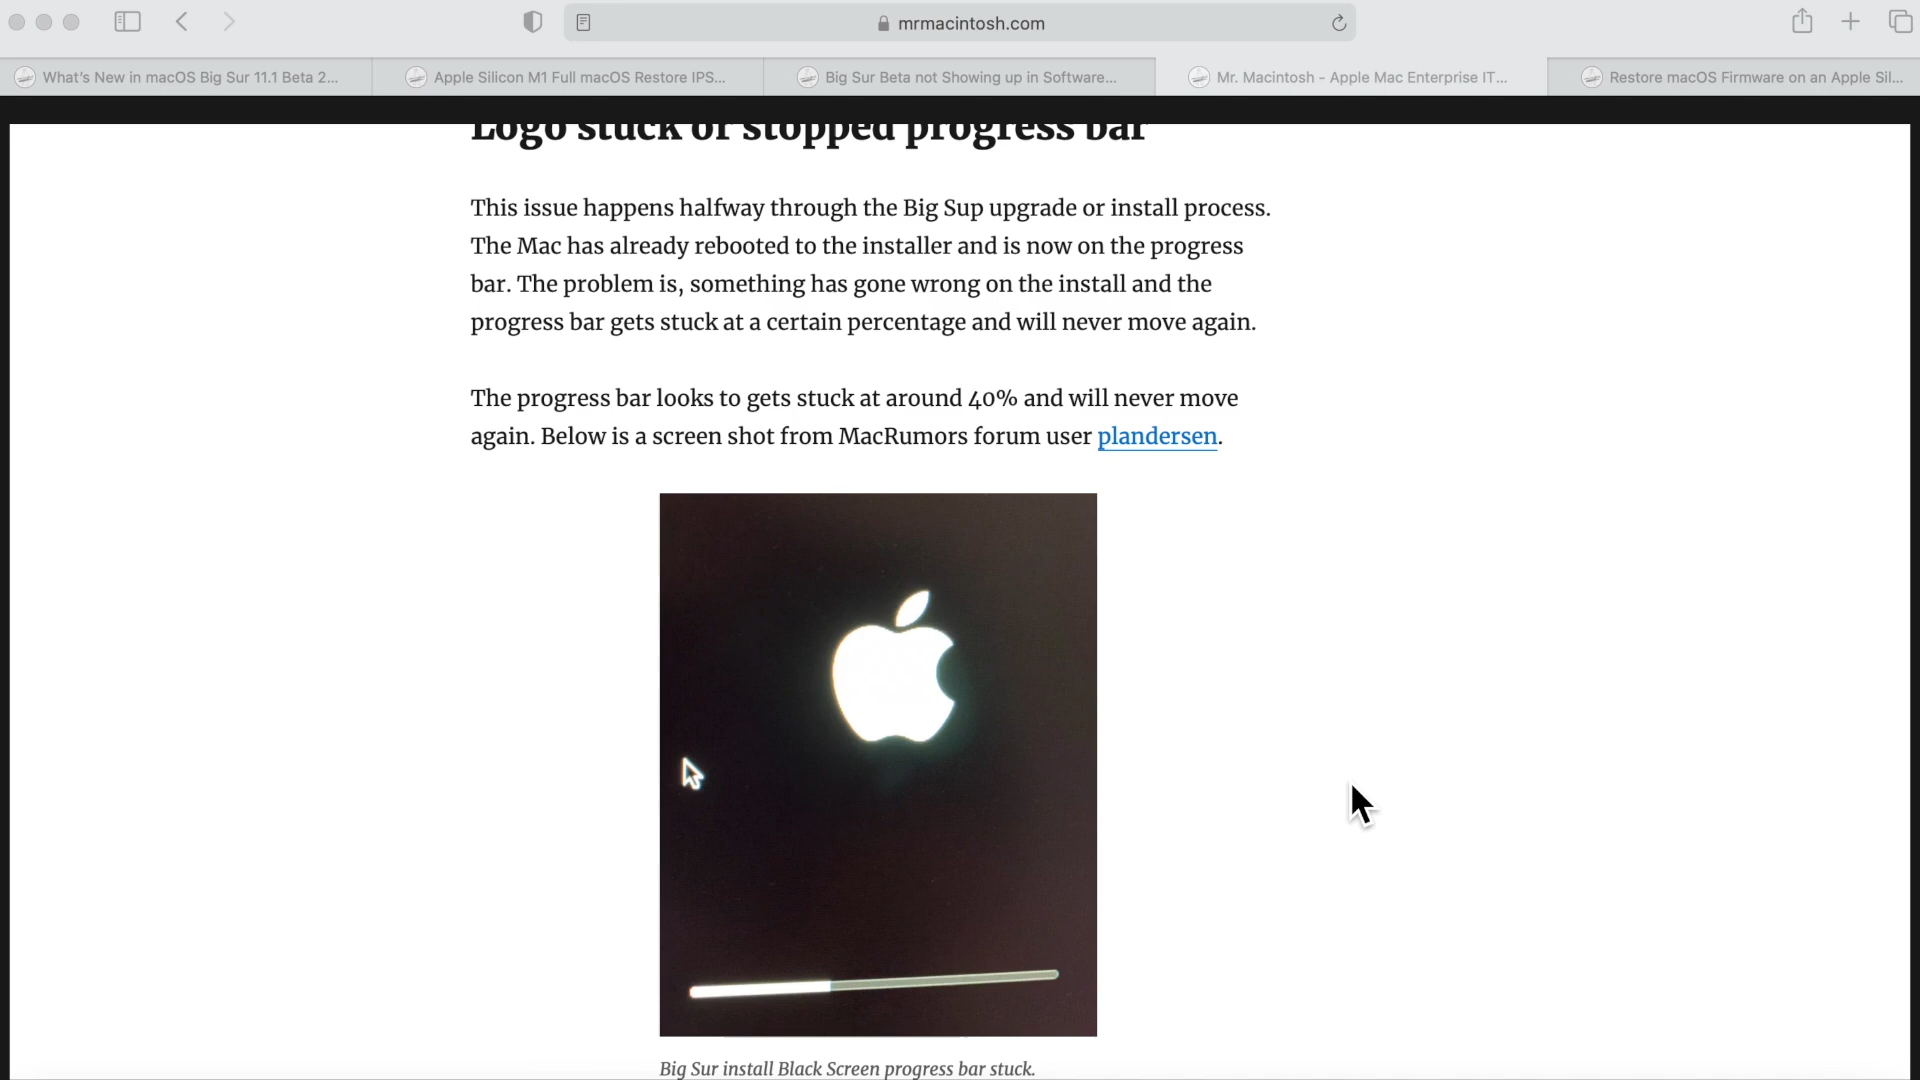 mrmacintosh.com
What's New in macOS Big Sur 11.1 Beta 2...
Apple Silicon M1 Full macOS Restore IPS...
Big Sur Beta not Showing up in Software...
Mr. Macintosh - Apple Mac Enterprise IT...
Restore macOS Firmware on an Apple Sil...
Logo stuck or stopped progress bar
This issue happens halfway through the Big Sup upgrade or install process.
The Mac has already rebooted to the installer and is now on the progress
bar. The problem is, something has gone wrong on the install and the
progress bar gets stuck at a certain percentage and will never move again.
The progress bar looks to gets stuck at around 40% and will never move
again. Below is a screen shot from MacRumors forum user plandersen.
Big Sur install Black Screen progress bar stuck.